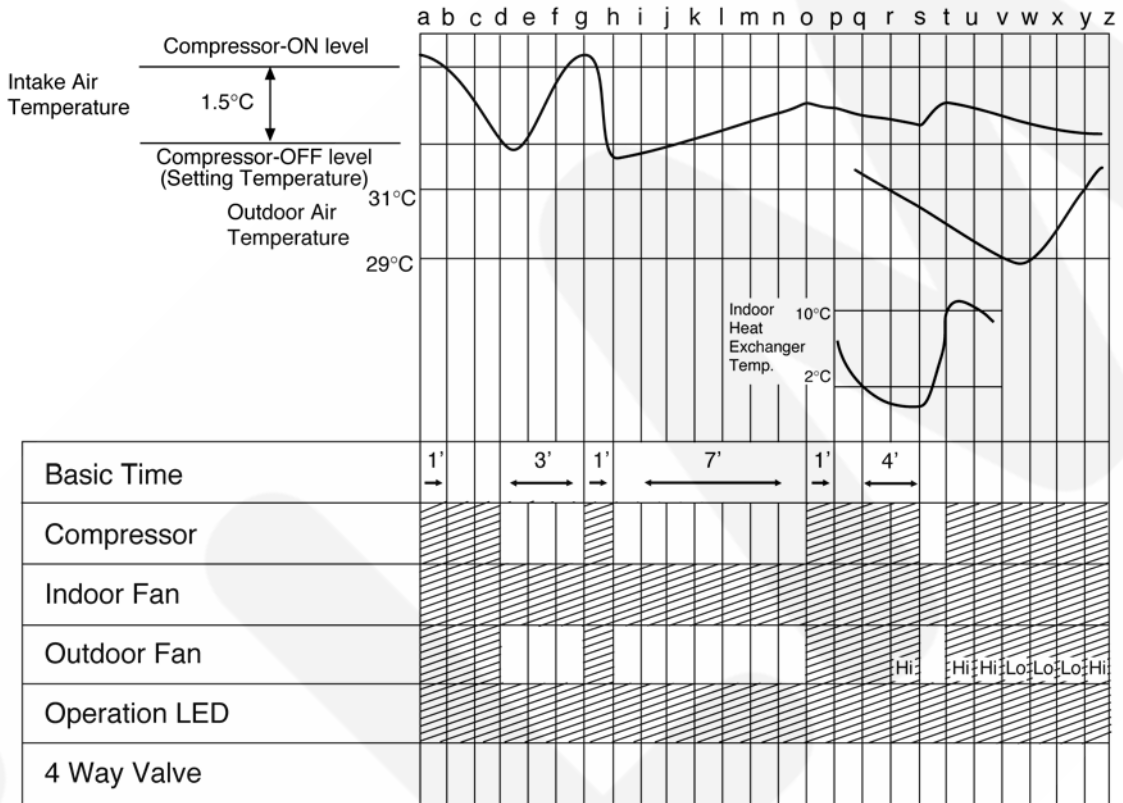 a b c d e f g h i j k l m n o p q r s t u v w x y z
Compressor-ON level
Intake Air
Temperature
1.5°C
Compressor-OFF level
(Setting Temperature)
31°C
Outdoor Air
Temperature
29°C
Indoor 10°C
Heat
Exchanger
Temp.
2°C
Basic Time 1' 3' 1' 7' 1' 4'
Compressor
Indoor Fan
Outdoor Fan Hi Hi Hi Lo Lo Lo Hi
Operation LED
4 Way Valve